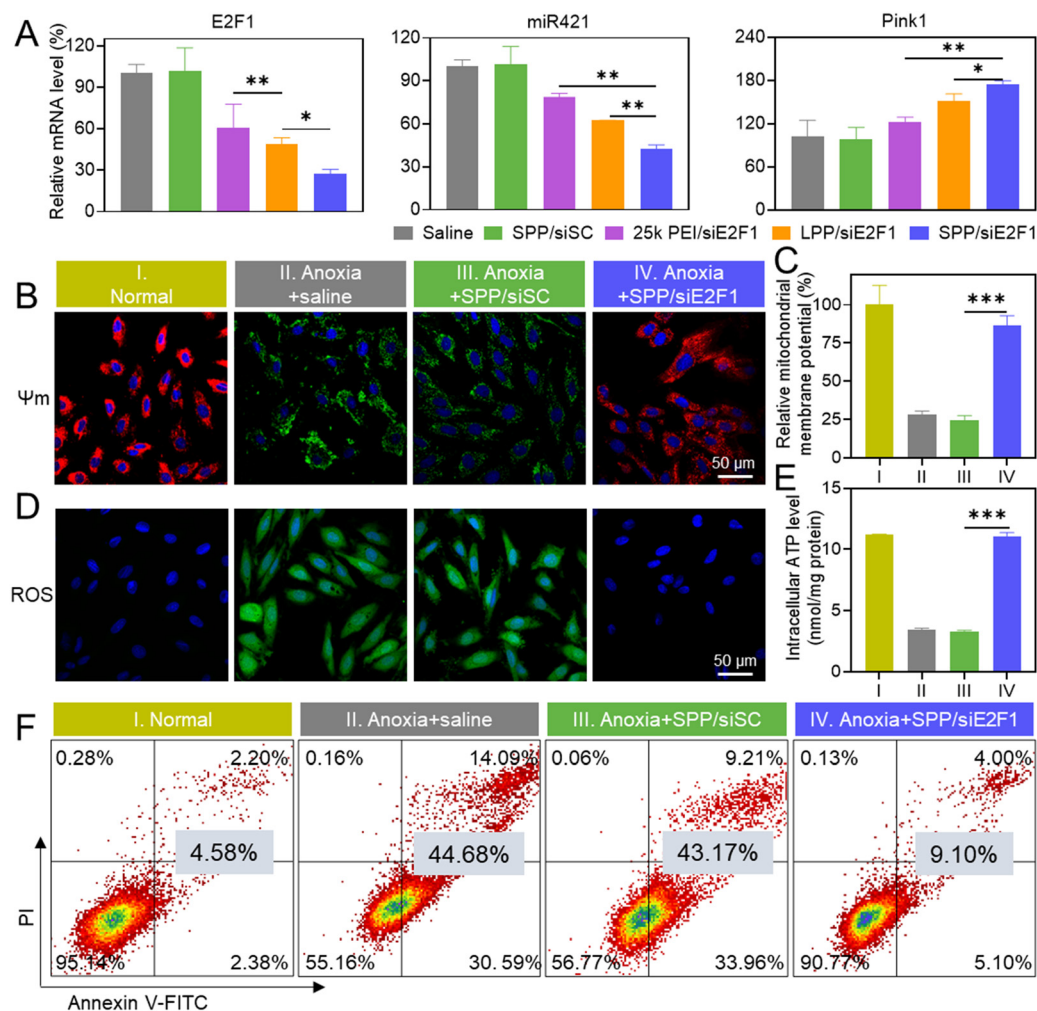 A
E2F1
miR421
Pink1
Relative mRNA level (%)
120
90
60
30
0
120
90
60
30
0
240
180
120
60
0
**
*
**
**
**
*
Saline
SPP/siSC
25k PEI/siE2F1
LPP/siE2F1
SPP/siE2F1
B
I.
Normal
II. Anoxia
+saline
III. Anoxia
+SPP/siSC
IV. Anoxia
+SPP/siE2F1
Ψm
50 μm
C
Relative mitochondrial
membrane potential (%)
100
75
50
25
0
***
I
II
III
IV
D
ROS
50 μm
E
Intracellular ATP level
(nmol/mg protein)
15
10
5
0
***
I
II
III
IV
F
I. Normal
II. Anoxia+saline
III. Anoxia+SPP/siSC
IV. Anoxia+SPP/siE2F1
0.28%
2.20%
4.58%
95.14%
2.38%
0.16%
14.09%
44.68%
55.16%
30.59%
0.06%
9.21%
43.17%
56.77%
33.96%
0.13%
4.00%
9.10%
90.77%
5.10%
PI
Annexin V-FITC